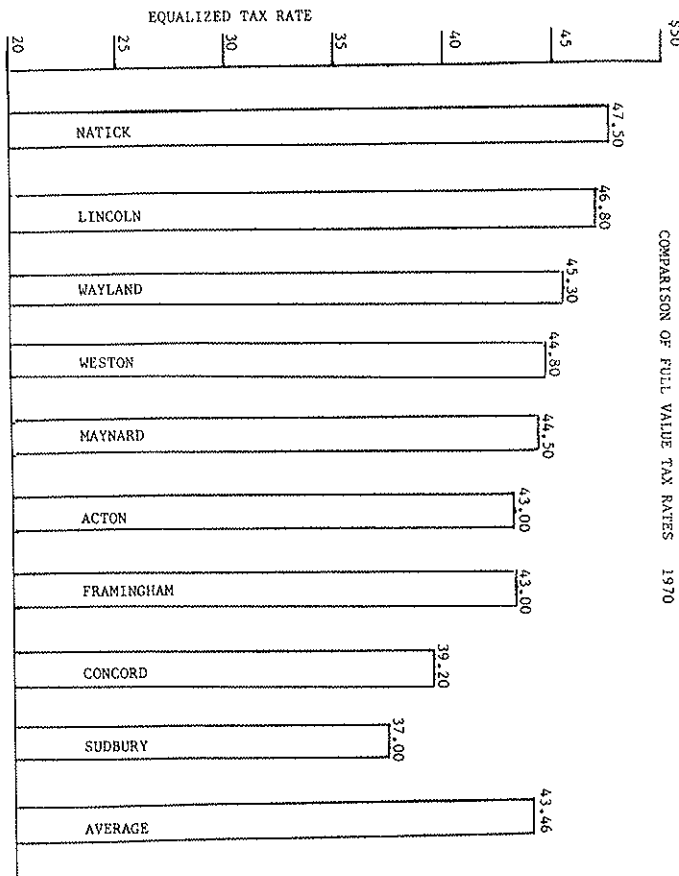 COMPARISON OF FULL VALUE TAX RATES 1970
EQUALIZED TAX RATE
$50
45
40
35
30
25
20
NATICK
47.50
LINCOLN
46.80
WAYLAND
45.30
WESTON
44.80
MAYNARD
44.50
ACTON
43.00
FRAMINGHAM
43.00
CONCORD
39.20
SUDBURY
37.00
AVERAGE
43.46